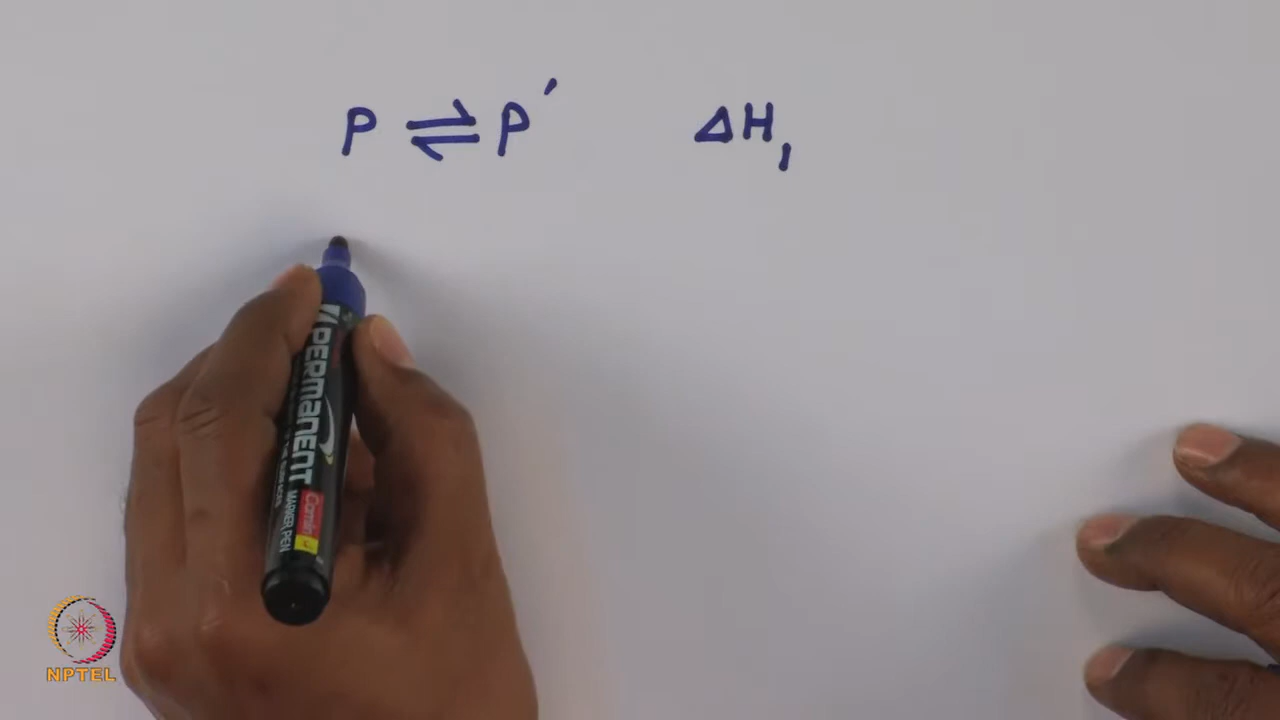 P ⇌ P′ ΔH₁
PERMANENT
MARKER PEN
Camlin
NPTEL